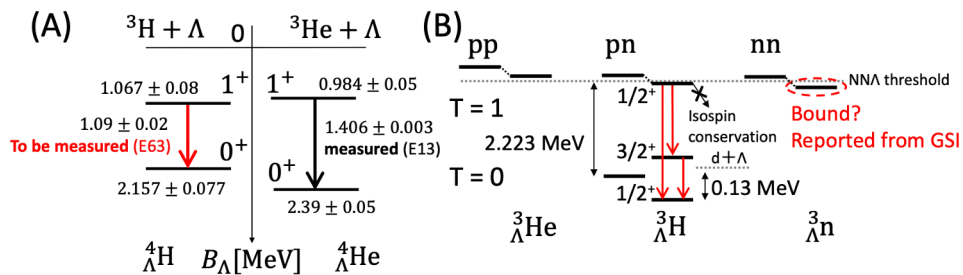 (A)
³H + Λ
0
³He + Λ
1.067 ± 0.08
1⁺
1⁺
0.984 ± 0.05
1.09 ± 0.02
To be measured (E63)
1.406 ± 0.003
measured (E13)
0⁺
0⁺
2.157 ± 0.077
2.39 ± 0.05
⁴ΛH
B_Λ [MeV]
⁴ΛHe
(B)
pp
pn
nn
NNΛ threshold
1/2⁺
T = 1
Isospin
conservation
Bound?
Reported from GSI
2.223 MeV
3/2⁺
d+Λ
T = 0
1/2⁺
0.13 MeV
³ΛHe
³ΛH
³Λn